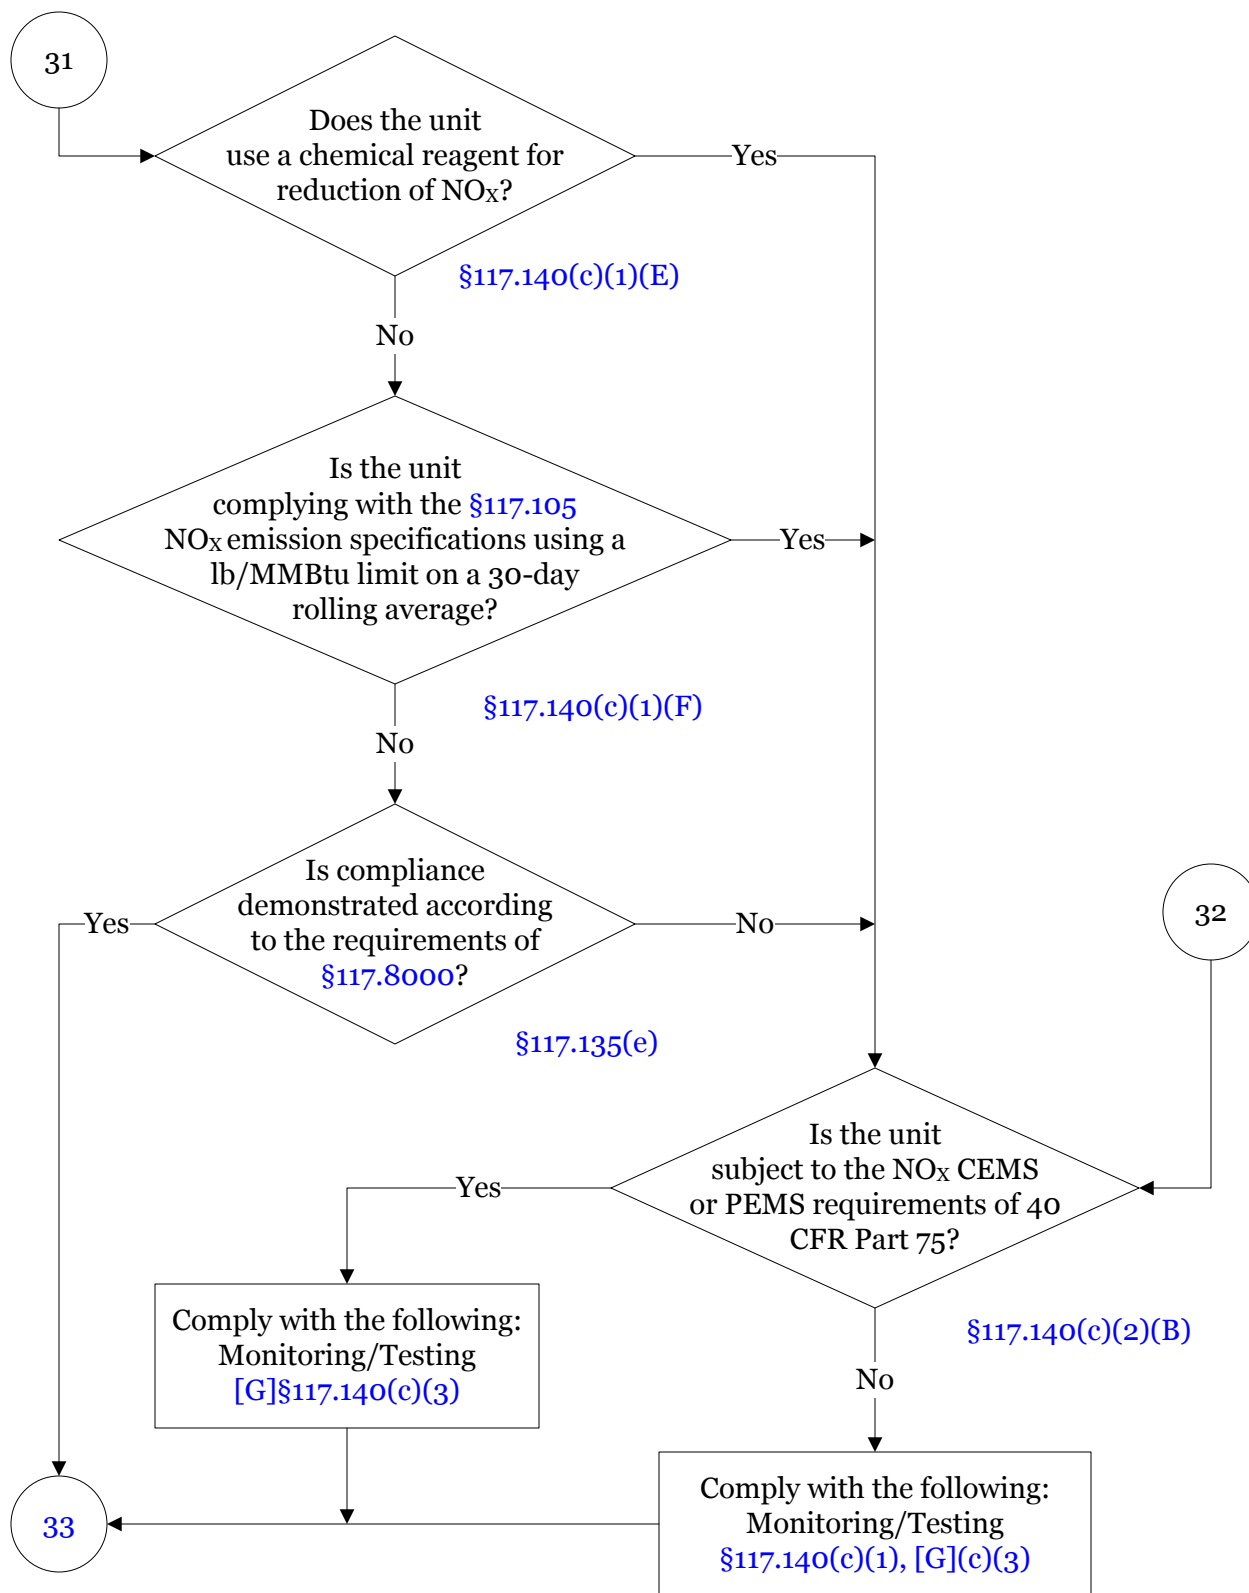 31
Does the unit
use a chemical reagent for
reduction of NOX?
Yes
§117.140(c)(1)(E)
No
Is the unit
complying with the §117.105
NOX emission specifications using a
lb/MMBtu limit on a 30-day
rolling average?
Yes
§117.140(c)(1)(F)
No
Is compliance
demonstrated according
to the requirements of
§117.8000?
Yes
No
32
§117.135(e)
Is the unit
subject to the NOX CEMS
or PEMS requirements of 40
CFR Part 75?
Yes
§117.140(c)(2)(B)
No
Comply with the following:
Monitoring/Testing
[G]§117.140(c)(3)
Comply with the following:
Monitoring/Testing
§117.140(c)(1), [G](c)(3)
33